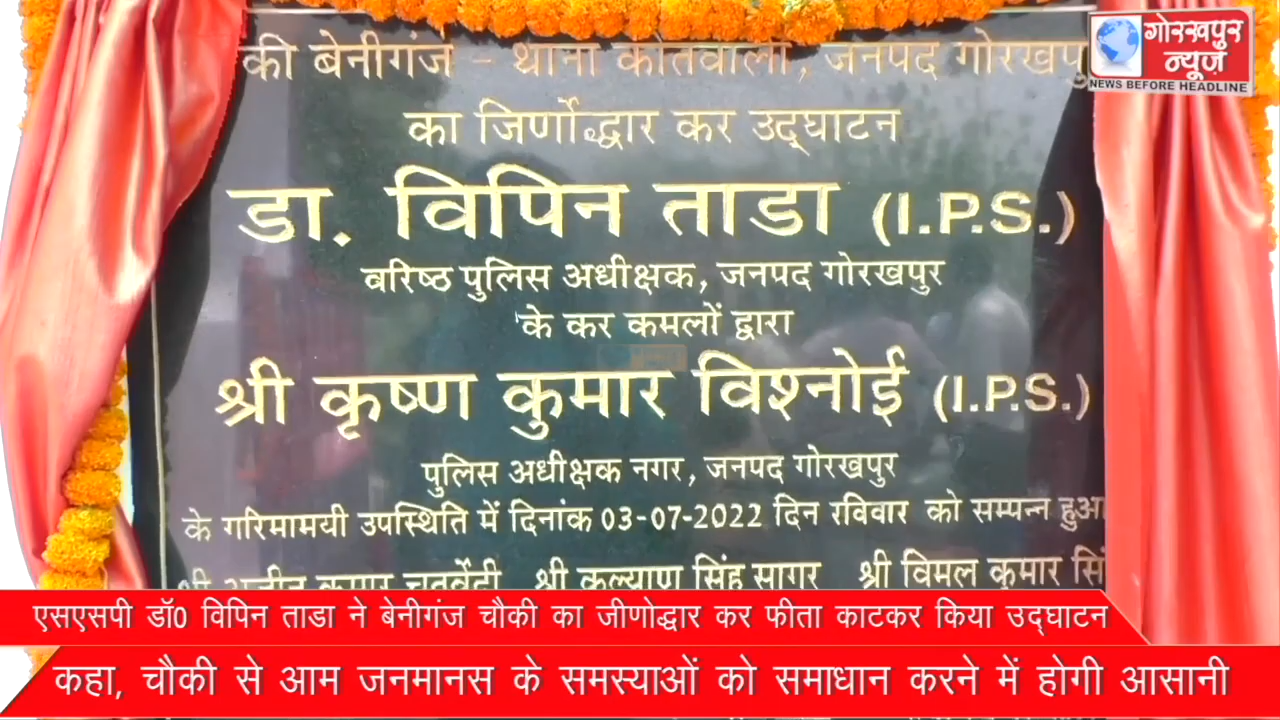 गोरखपुर
न्यूज़
NEWS BEFORE HEADLINE
की बेनीगंज - थाना कोतवाली, जनपद गोरखपु
का जिर्णोद्धार कर उद्घाटन
डा. विपिन ताडा (I.P.S.)
वरिष्ठ पुलिस अधीक्षक, जनपद गोरखपुर
के कर कमलों द्वारा
श्री कृष्ण कुमार विश्नोई (I.P.S.)
पुलिस अधीक्षक नगर, जनपद गोरखपुर
के गरिमामयी उपस्थिति में दिनांक 03-07-2022 दिन रविवार को सम्पन्न हुआ
कुमार चतुर्वेदी श्री कल्याण सिंह सागर श्री विमल कुमार सिं
एसएसपी डॉ0 विपिन ताडा ने बेनीगंज चौकी का जीणोद्धार कर फीता काटकर किया उद्घाटन
कहा, चौकी से आम जनमानस के समस्याओं को समाधान करने में होगी आसानी